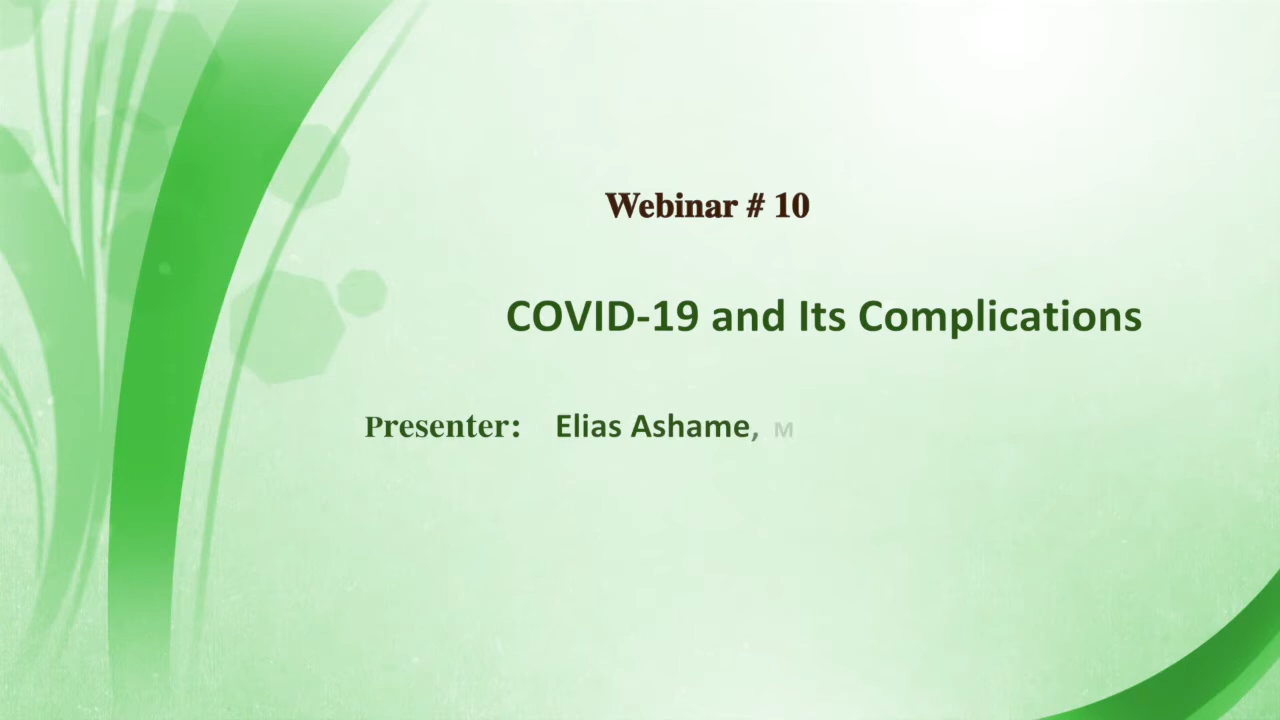 Webinar # 10
COVID-19 and Its Complications
Presenter: Elias Ashame, M